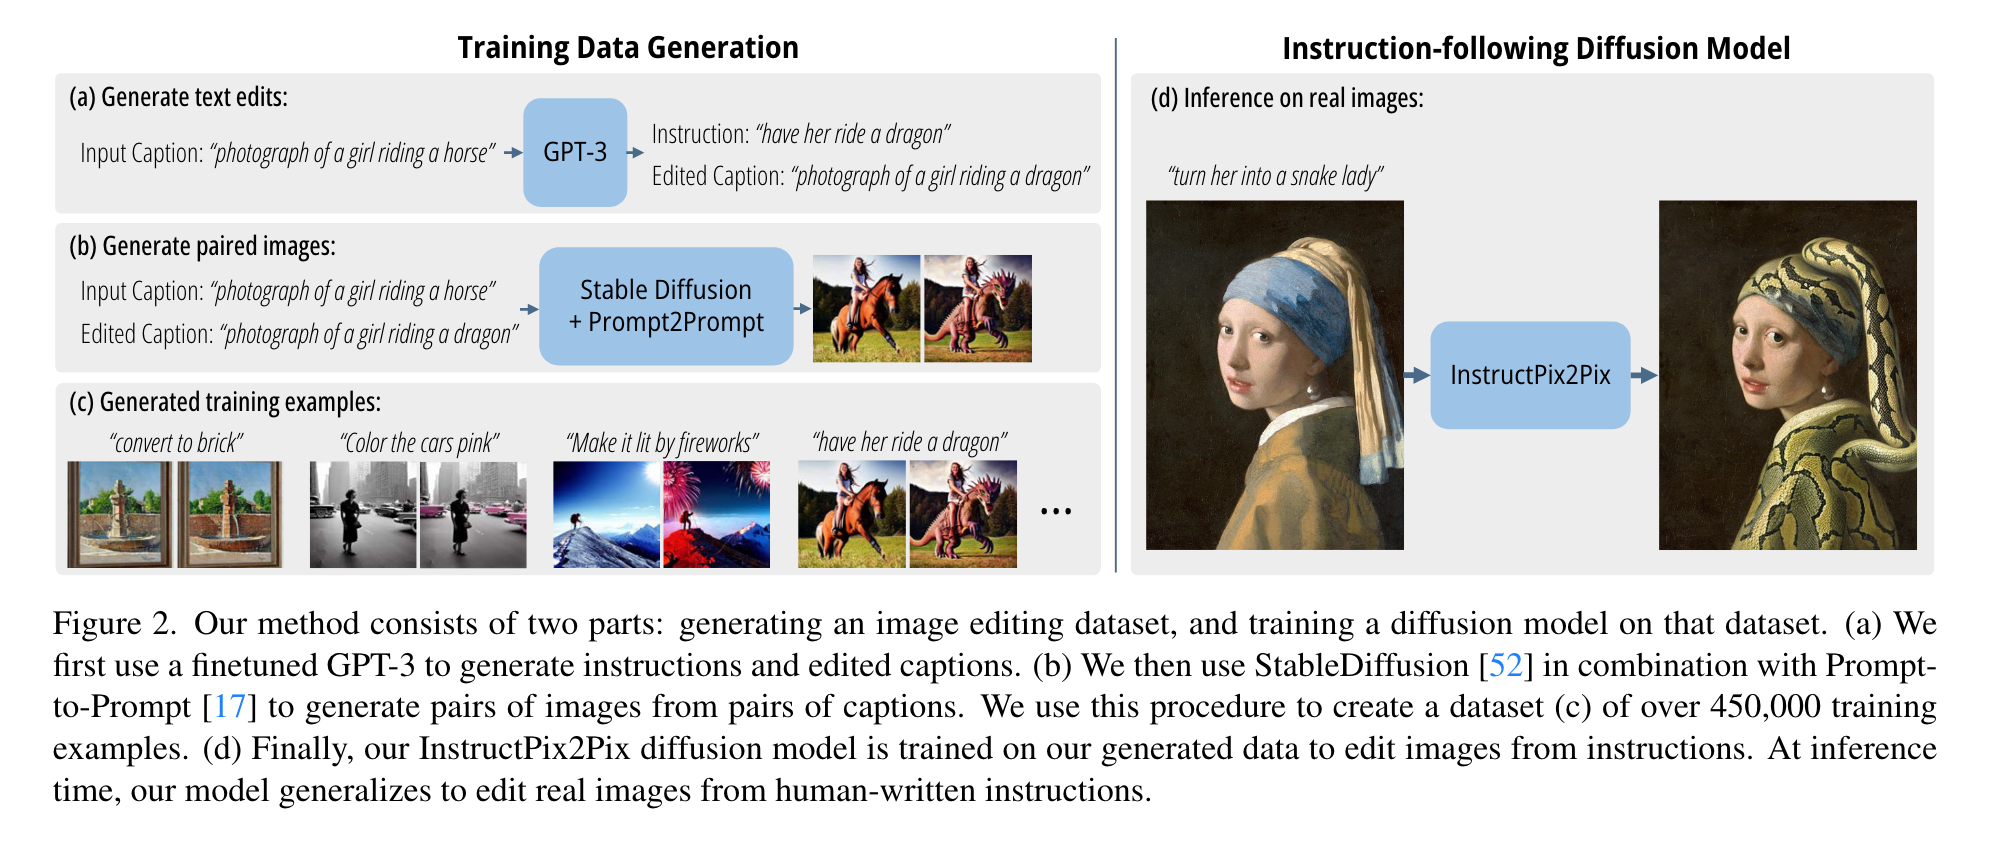 Training Data Generation
(a) Generate text edits:
Input Caption: “photograph of a girl riding a horse”
GPT-3
Instruction: “have her ride a dragon”
Edited Caption: “photograph of a girl riding a dragon”
(b) Generate paired images:
Input Caption: “photograph of a girl riding a horse”
Edited Caption: “photograph of a girl riding a dragon”
Stable Diffusion
+ Prompt2Prompt
(c) Generated training examples:
“convert to brick”
“Color the cars pink”
“Make it lit by fireworks”
“have her ride a dragon”
...
Instruction-following Diffusion Model
(d) Inference on real images:
“turn her into a snake lady”
InstructPix2Pix
Figure 2. Our method consists of two parts: generating an image editing dataset, and training a diffusion model on that dataset. (a) We
first use a finetuned GPT-3 to generate instructions and edited captions. (b) We then use StableDiffusion [52] in combination with Prompt-
to-Prompt [17] to generate pairs of images from pairs of captions. We use this procedure to create a dataset (c) of over 450,000 training
examples. (d) Finally, our InstructPix2Pix diffusion model is trained on our generated data to edit images from instructions. At inference
time, our model generalizes to edit real images from human-written instructions.